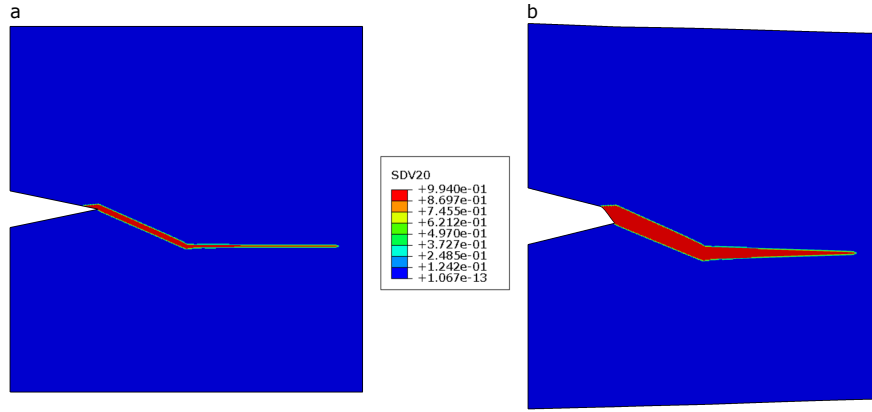 a
b
SDV20
+9.940e-01
+8.697e-01
+7.455e-01
+6.212e-01
+4.970e-01
+3.727e-01
+2.485e-01
+1.242e-01
+1.067e-13